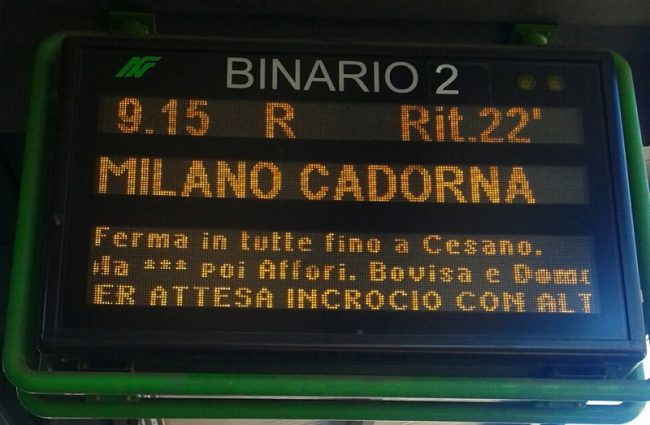 BINARIO 2
9.15 R Rit.22'
MILANO CADORNA
Ferma in tutte fino a Cesano.
*** poi Affori. Bovisa e
ER ATTESA INCROCIO CON ALT